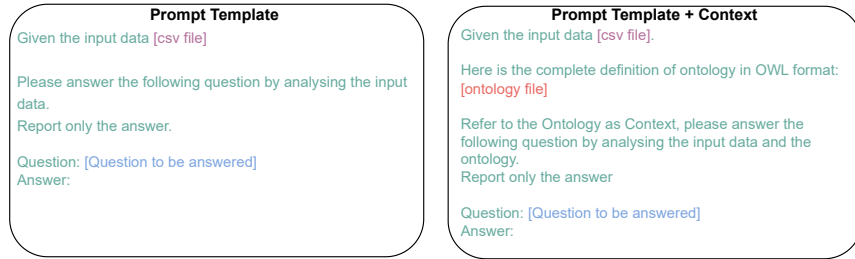 Prompt Template
Given the input data [csv file]
Please answer the following question by analysing the input
data.
Report only the answer.
Question: [Question to be answered]
Answer:
Prompt Template + Context
Given the input data [csv file].
Here is the complete definition of ontology in OWL format:
[ontology file]
Refer to the Ontology as Context, please answer the
following question by analysing the input data and the
ontology.
Report only the answer
Question: [Question to be answered]
Answer: